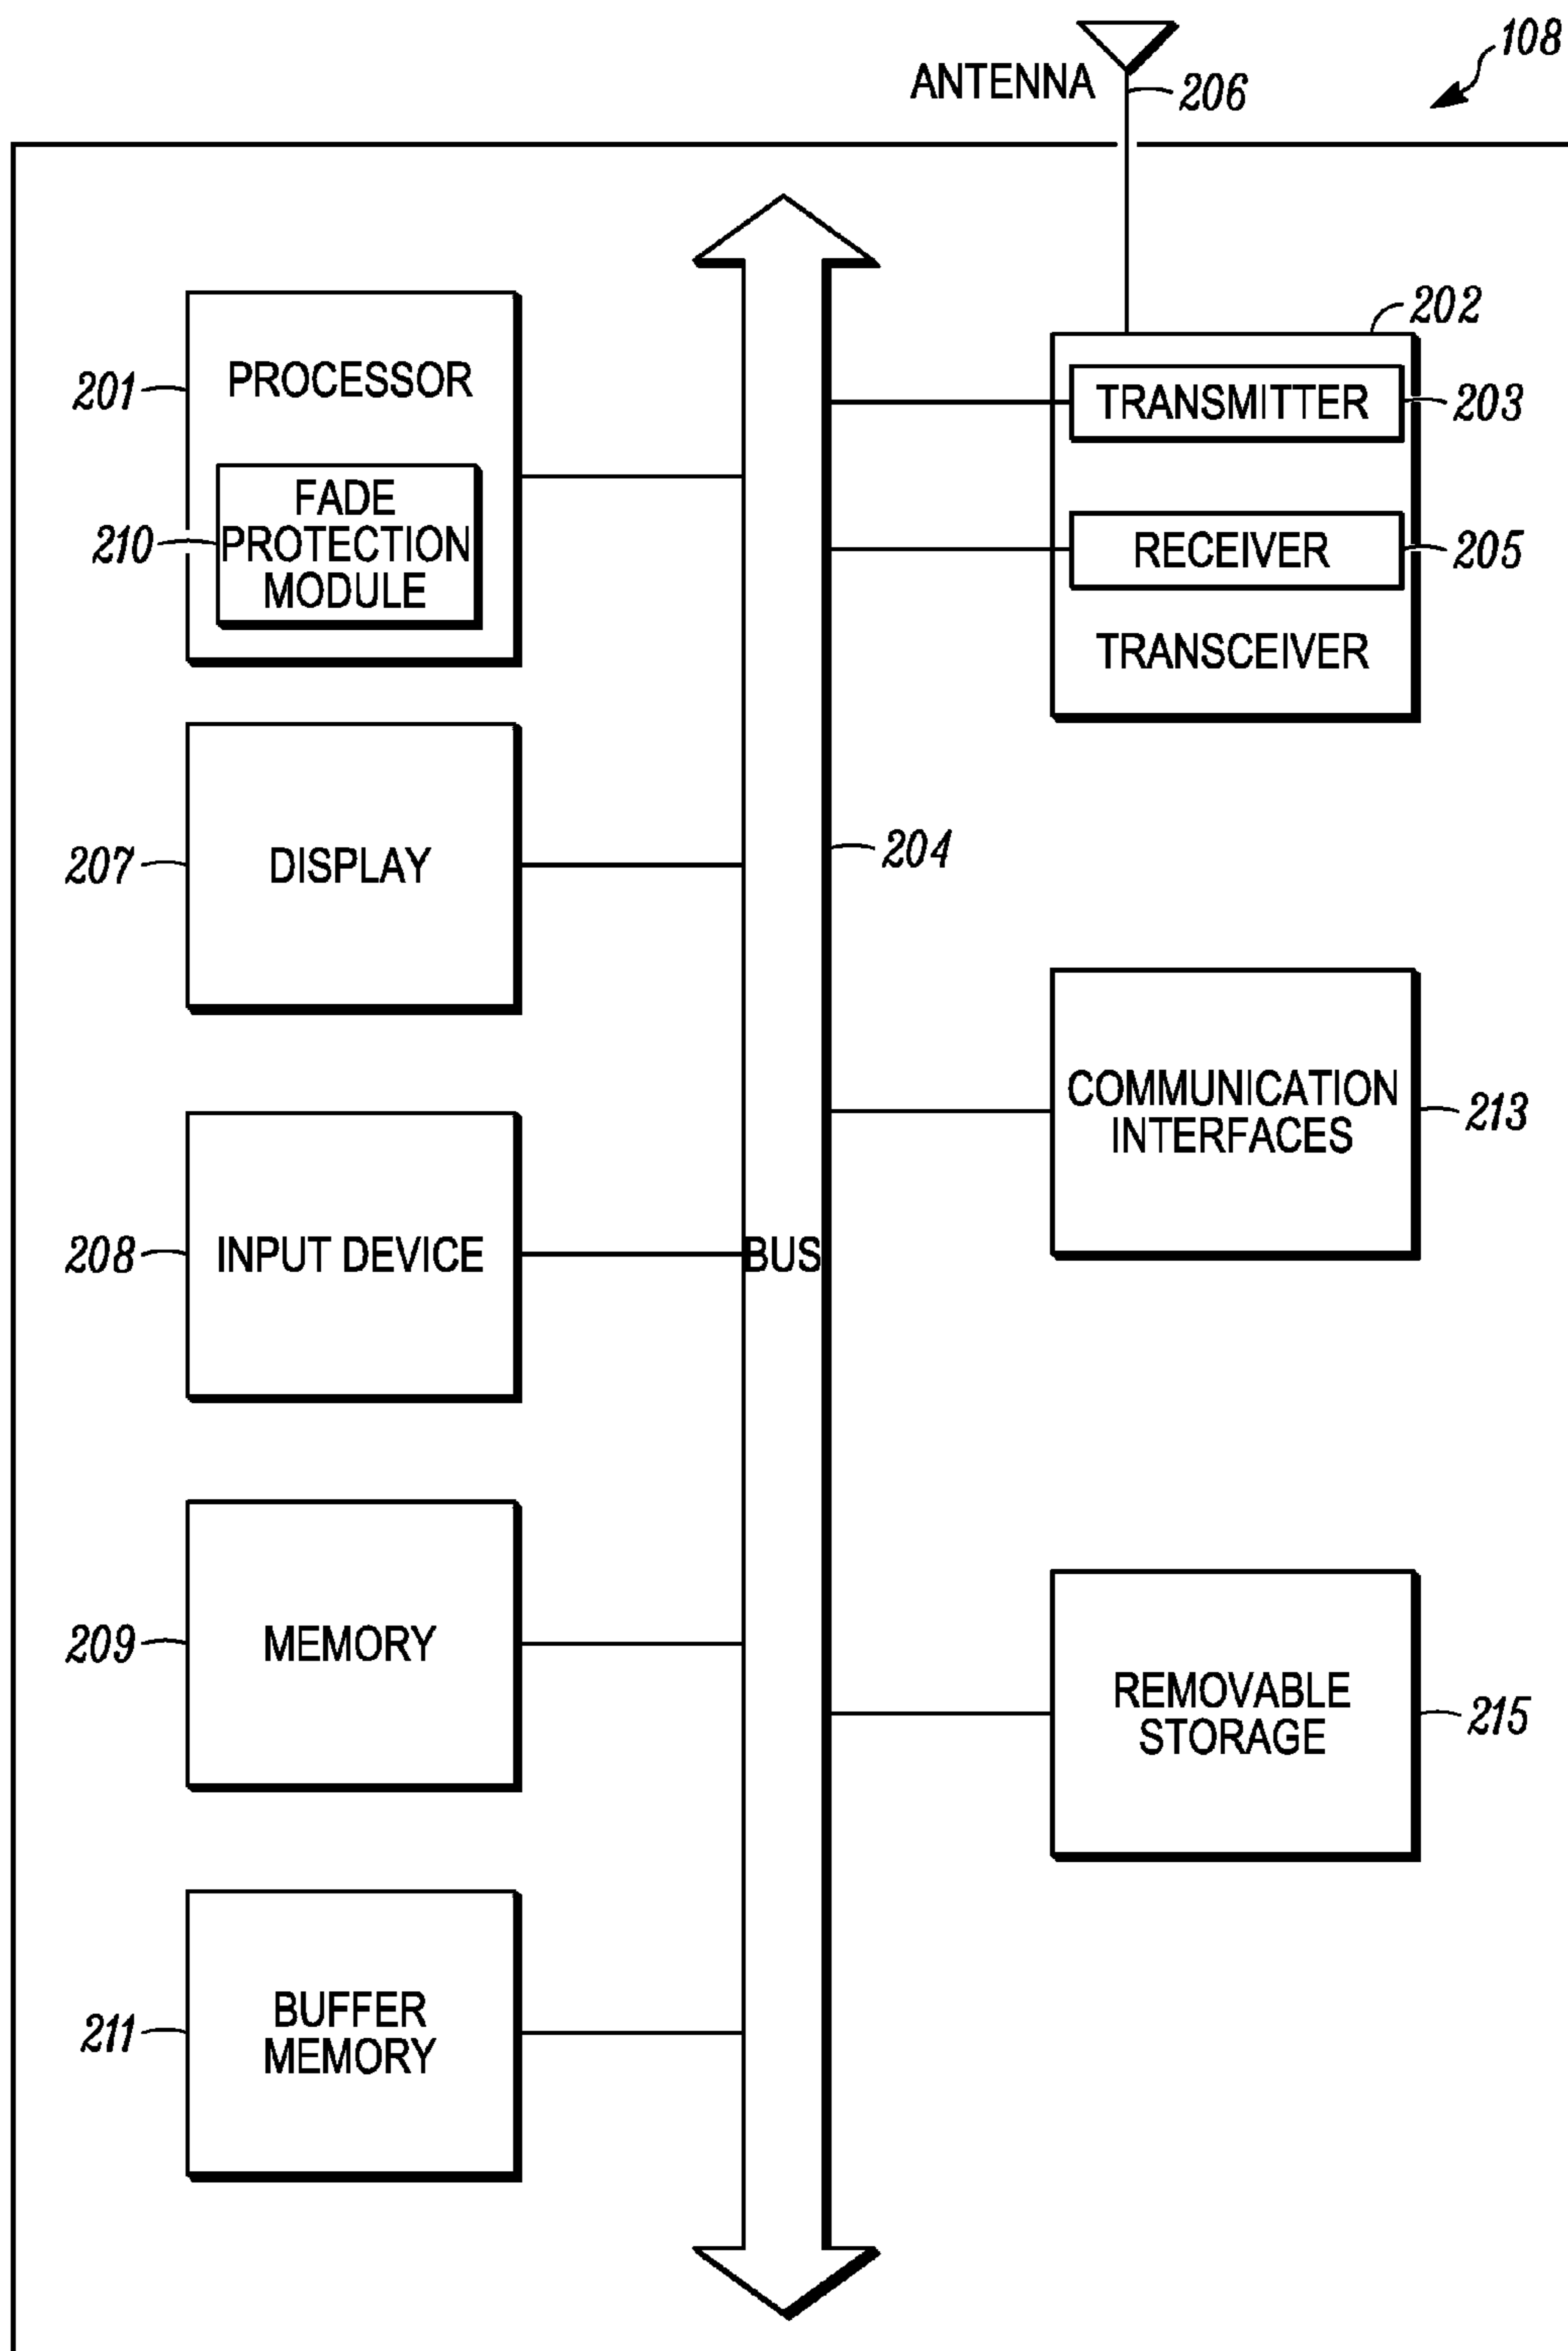 108
ANTENNA
206
202
PROCESSOR
201
TRANSMITTER
203
FADE
PROTECTION
MODULE
210
RECEIVER
205
TRANSCEIVER
207
DISPLAY
204
COMMUNICATION
INTERFACES
213
208
INPUT DEVICE
BUS
209
MEMORY
REMOVABLE
STORAGE
215
211
BUFFER
MEMORY